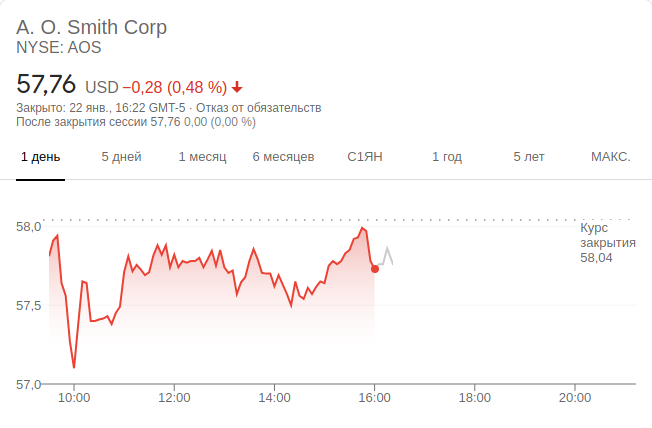 A. O. Smith Corp
NYSE: AOS
57,76 USD −0,28 (0,48 %)
Закрыто: 22 янв., 16:22 GMT-5 · Отказ от обязательств
После закрытия сессии 57,76 0,00 (0,00 %)
1 день 5 дней 1 месяц 6 месяцев С1ЯН 1 год 5 лет МАКС.
58,0
Курс
закрытия
58,04
57,5
57,0
10:00 12:00 14:00 16:00 18:00 20:00